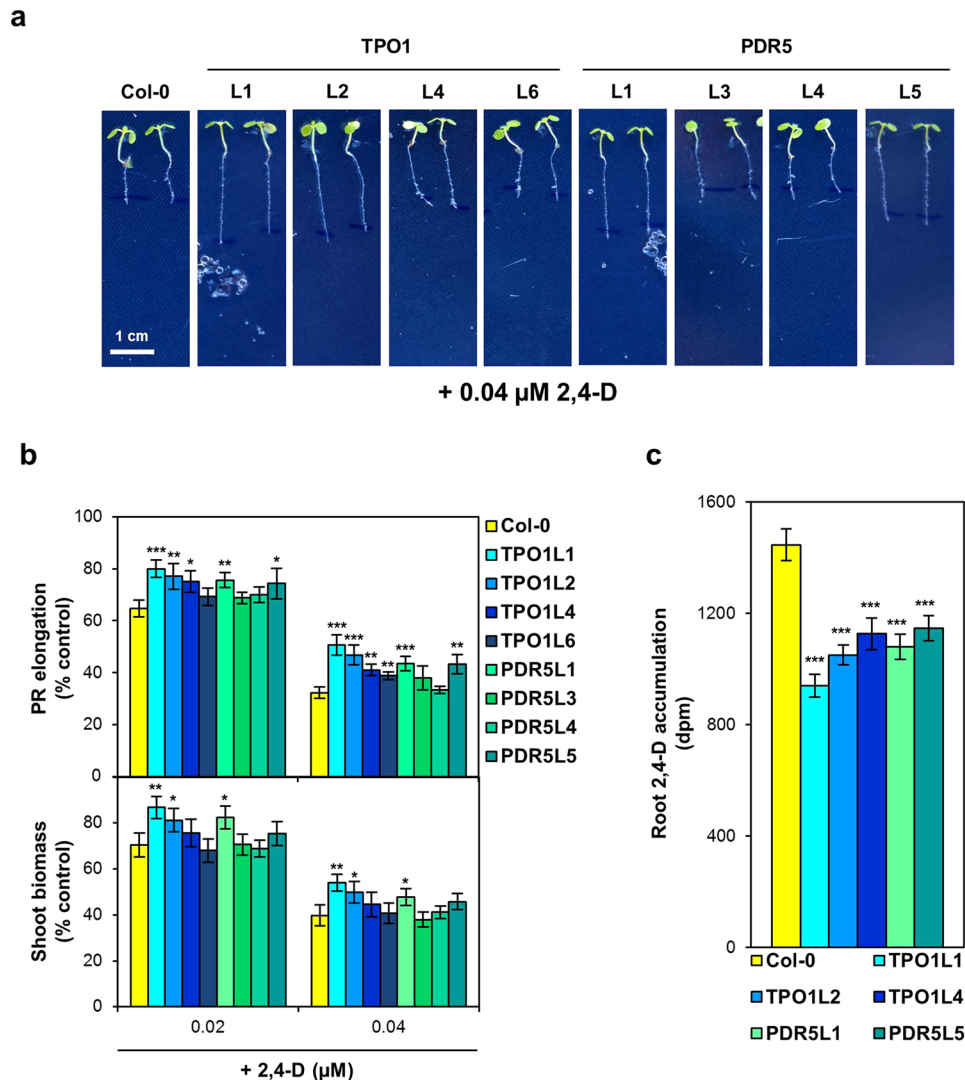 a
TPO1 PDR5
Col-0 L1 L2 L4 L6 L1 L3 L4 L5
1 cm
+ 0.04 µM 2,4-D
b
PR elongation
(% control)
100
80
60
40
20
0
*** ** * ** *
*** *** ** ** *** **
Col-0
TPO1L1
TPO1L2
TPO1L4
TPO1L6
PDR5L1
PDR5L3
PDR5L4
PDR5L5
Shoot biomass
(% control)
80
60
40
20
0
** * *
** * *
0.02 0.04
+ 2,4-D (µM)
c
Root 2,4-D accumulation
(dpm)
1600
1200
800
400
0
*** *** *** *** ***
Col-0 TPO1L1
TPO1L2 TPO1L4
PDR5L1 PDR5L5